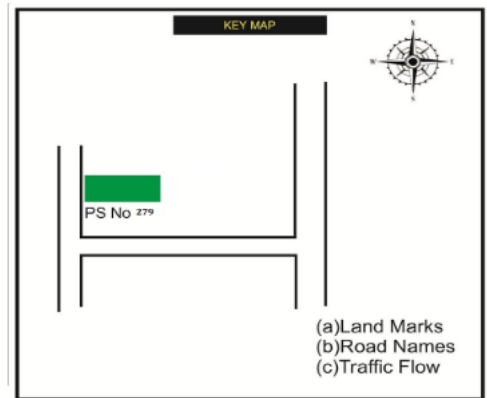 KEY MAP
N
W E
S
PS No 279
(a)Land Marks
(b)Road Names
(c)Traffic Flow